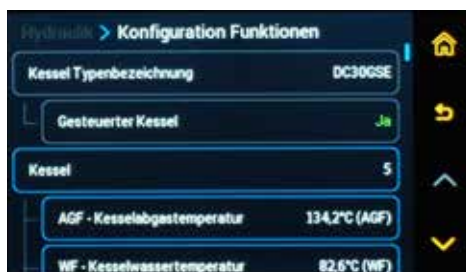 Hydraulik > Konfiguration Funktionen
Kessel Typenbezeichnung DC30GSE
Gesteuerter Kessel Ja
Kessel 5
AGF - Kesselabgastemperatur 134,2°C (AGF)
WF - Kesselwassertemperatur 82,6°C (WF)